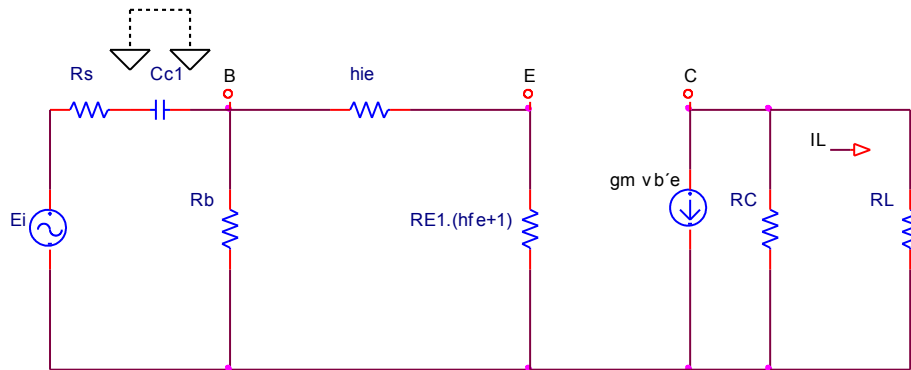 Rs
Cc1
B
hie
E
C
IL
gm vb´e
Ei
Rb
RE1.(hfe+1)
RC
RL